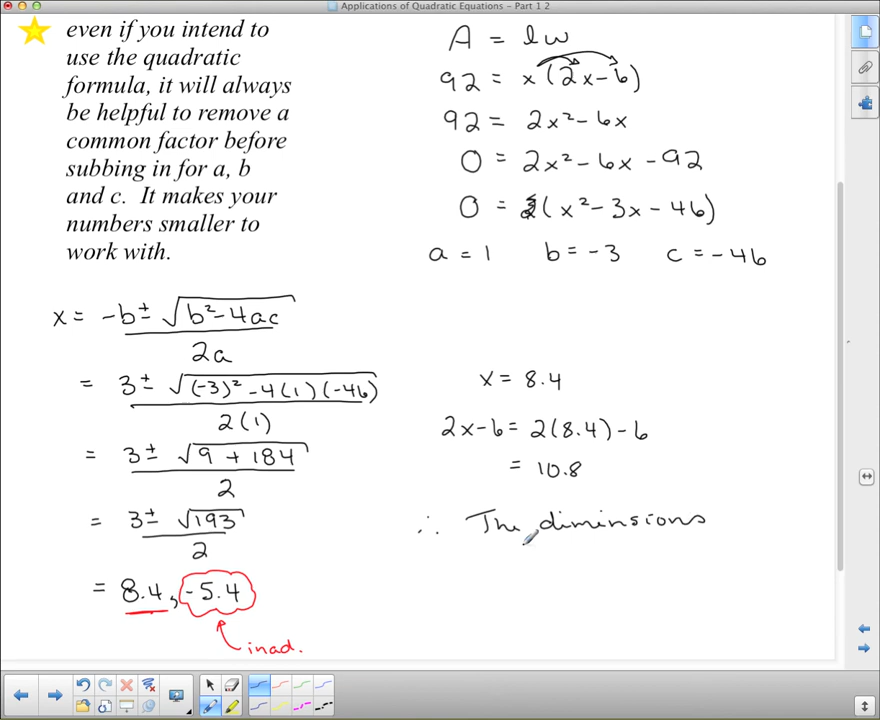 Applications of Quadratic Equations - Part 1 2
even if you intend to
use the quadratic
formula, it will always
be helpful to remove a
common factor before
subbing in for a, b
and c.  It makes your
numbers smaller to
work with.
A = lw
92 = x(2x-6)
92 = 2x²-6x
0 = 2x²-6x-92
0 = 2(x²-3x-46)
a = 1   b = -3   c = -46
x = -b ± √b²-4ac
2a
= 3 ± √(-3)²-4(1)(-46)
2(1)
= 3 ± √9+184
2
= 3 ± √193
2
= 8.4, -5.4
inad.
x = 8.4
2x-6 = 2(8.4)-6
= 10.8
∴ The diminsions